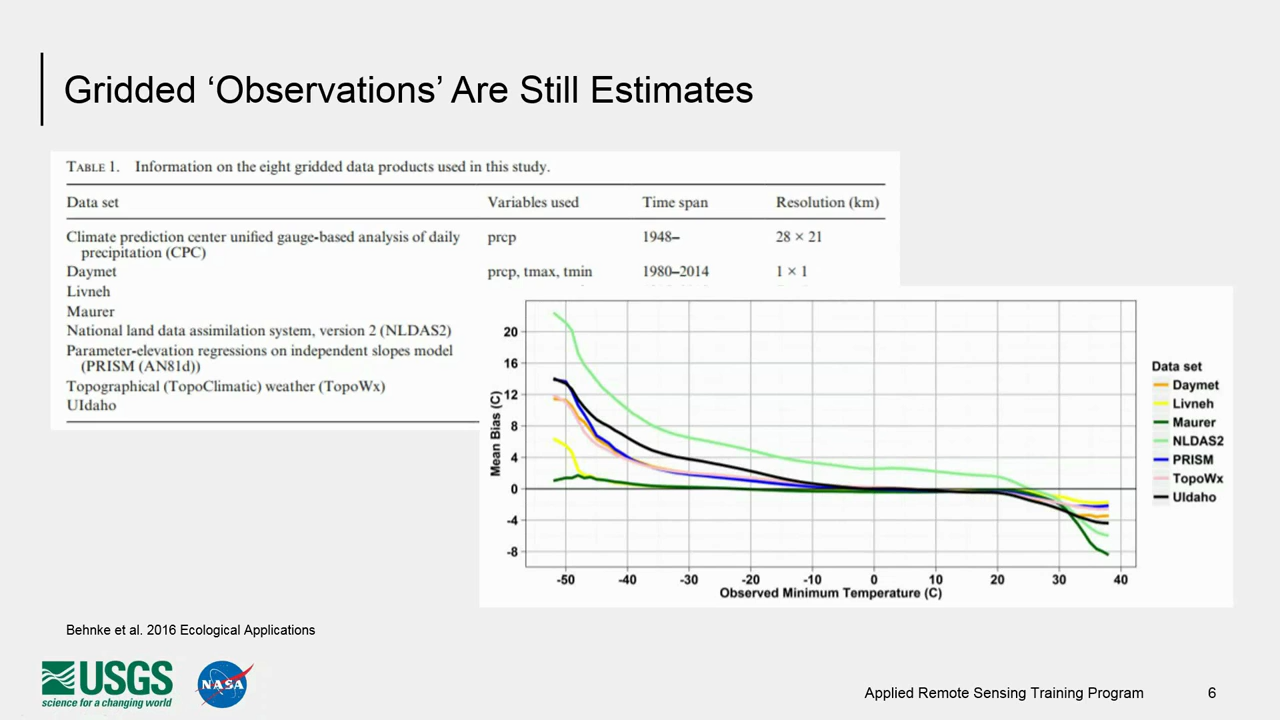 Gridded ‘Observations’ Are Still Estimates
TABLE 1. Information on the eight gridded data products used in this study.
Data set Variables used Time span Resolution (km)
Climate prediction center unified gauge-based analysis of daily prcp 1948– 28 × 21
precipitation (CPC)
Daymet prcp, tmax, tmin 1980–2014 1 × 1
Livneh
Maurer
National land data assimilation system, version 2 (NLDAS2)
Parameter-elevation regressions on independent slopes model
(PRISM (AN81d))
Topographical (TopoClimatic) weather (TopoWx)
UIdaho
Mean Bias (C)
20
16
12
8
4
0
-4
-8
-50 -40 -30 -20 -10 0 10 20 30 40
Observed Minimum Temperature (C)
Data set
Daymet
Livneh
Maurer
NLDAS2
PRISM
TopoWx
UIdaho
Behnke et al. 2016 Ecological Applications
USGS
science for a changing world
NASA
Applied Remote Sensing Training Program 6